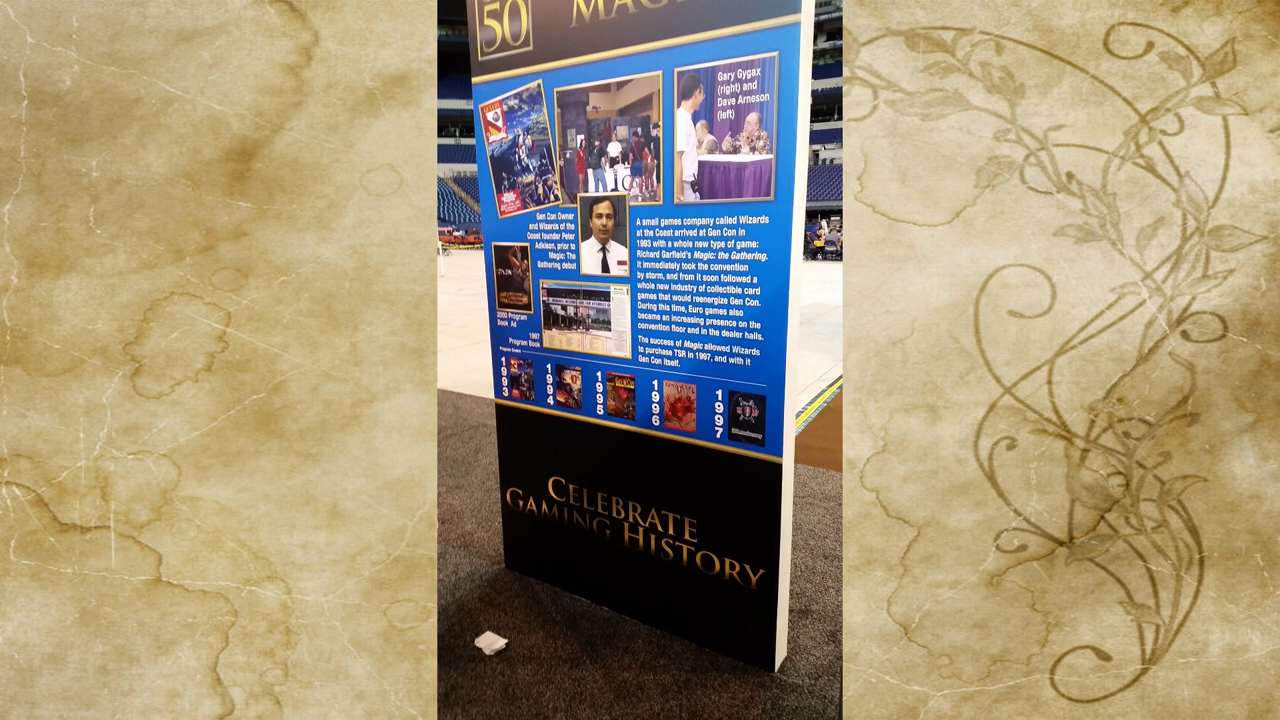 50
MAGIC
Gary Gygax
(right) and
Dave Arneson
(left)
Gen Con Owner
and Wizards of the
Coast founder Peter
Adkison, prior to
Magic: The
Gathering debut
A small games company called Wizards
at the Coast arrived at Gen Con in
1993 with a whole new type of game:
Richard Garfield's Magic: the Gathering.
It immediately took the convention
by storm, and from it soon followed a
whole new industry of collectible card
games that would reenergize Gen Con.
During this time, Euro games also
became an increasing presence on the
convention floor and in the dealer halls.
The success of Magic allowed Wizards
to purchase TSR in 1997, and with it
Gen Con itself.
2000 Program
Book Ad
1997
Program Book
Program Books
1993
1994
1995
1996
1997
CELEBRATE
GAMING HISTORY